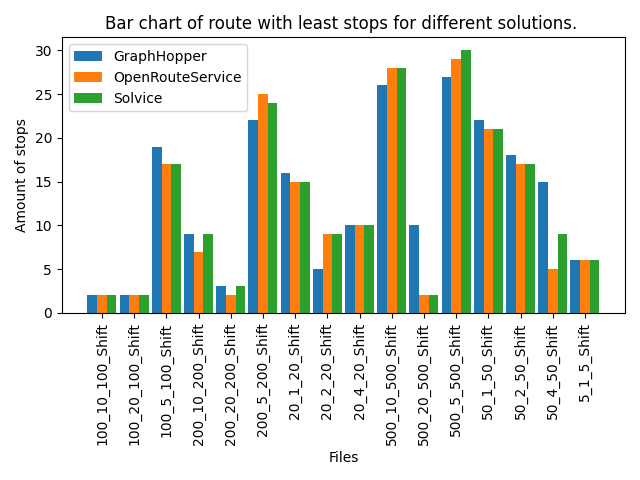 Bar chart of route with least stops for different solutions.
GraphHopper
OpenRouteService
Solvice
Amount of stops
30
25
20
15
10
5
0
100_10_100_Shift
100_20_100_Shift
100_5_100_Shift
200_10_200_Shift
200_20_200_Shift
200_5_200_Shift
20_1_20_Shift
20_2_20_Shift
20_4_20_Shift
500_10_500_Shift
500_20_500_Shift
500_5_500_Shift
50_1_50_Shift
50_2_50_Shift
50_4_50_Shift
5_1_5_Shift
Files